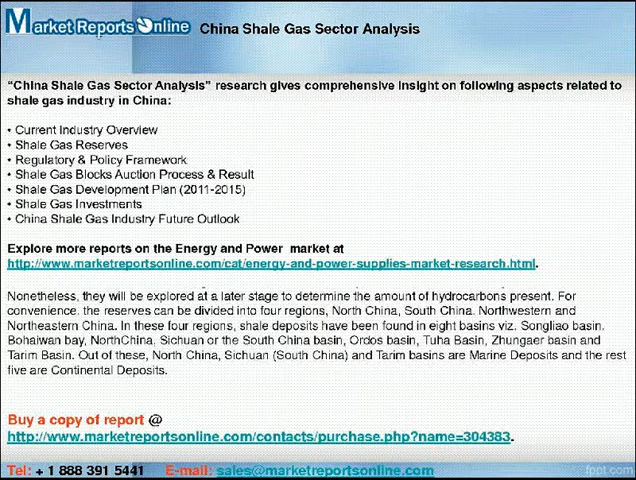 Market Reports Online
China Shale Gas Sector Analysis
“China Shale Gas Sector Analysis” research gives comprehensive insight on following aspects related to
shale gas industry in China:
• Current Industry Overview
• Shale Gas Reserves
• Regulatory & Policy Framework
• Shale Gas Blocks Auction Process & Result
• Shale Gas Development Plan (2011-2015)
• Shale Gas Investments
• China Shale Gas Industry Future Outlook
Explore more reports on the Energy and Power market at
http://www.marketreportsonline.com/cat/energy-and-power-supplies-market-research.html.
Nonetheless, they will be explored at a later stage to determine the amount of hydrocarbons present. For
convenience. the reserves can be divided into four regions, North China, South China. Northwestern and
Northeastern China. In these four regions, shale deposits have been found in eight basins viz. Songliao basin.
Bohaiwan bay, NorthChina, Sichuan or the South China basin, Ordos basin, Tuha Basin, Zhungaer basin and
Tarim Basin. Out of these, North China, Sichuan (South China) and Tarim basins are Marine Deposits and the rest
five are Continental Deposits.
Buy a copy of report @
http://www.marketreportsonline.com/contacts/purchase.php?name=304383.
Tel: + 1 888 391 5441 E-mail: sales@marketreportsonline.com
fppt.com